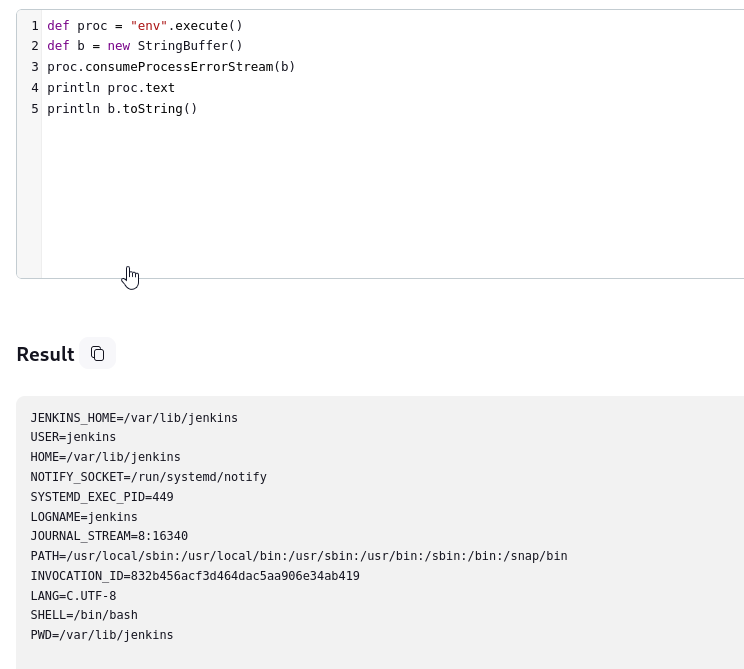 1 def proc = "env".execute()
2 def b = new StringBuffer()
3 proc.consumeProcessErrorStream(b)
4 println proc.text
5 println b.toString()
Result
JENKINS_HOME=/var/lib/jenkins
USER=jenkins
HOME=/var/lib/jenkins
NOTIFY_SOCKET=/run/systemd/notify
SYSTEMD_EXEC_PID=449
LOGNAME=jenkins
JOURNAL_STREAM=8:16340
PATH=/usr/local/sbin:/usr/local/bin:/usr/sbin:/usr/bin:/sbin:/bin:/snap/bin
INVOCATION_ID=832b456acf3d464dac5aa906e34ab419
LANG=C.UTF-8
SHELL=/bin/bash
PWD=/var/lib/jenkins